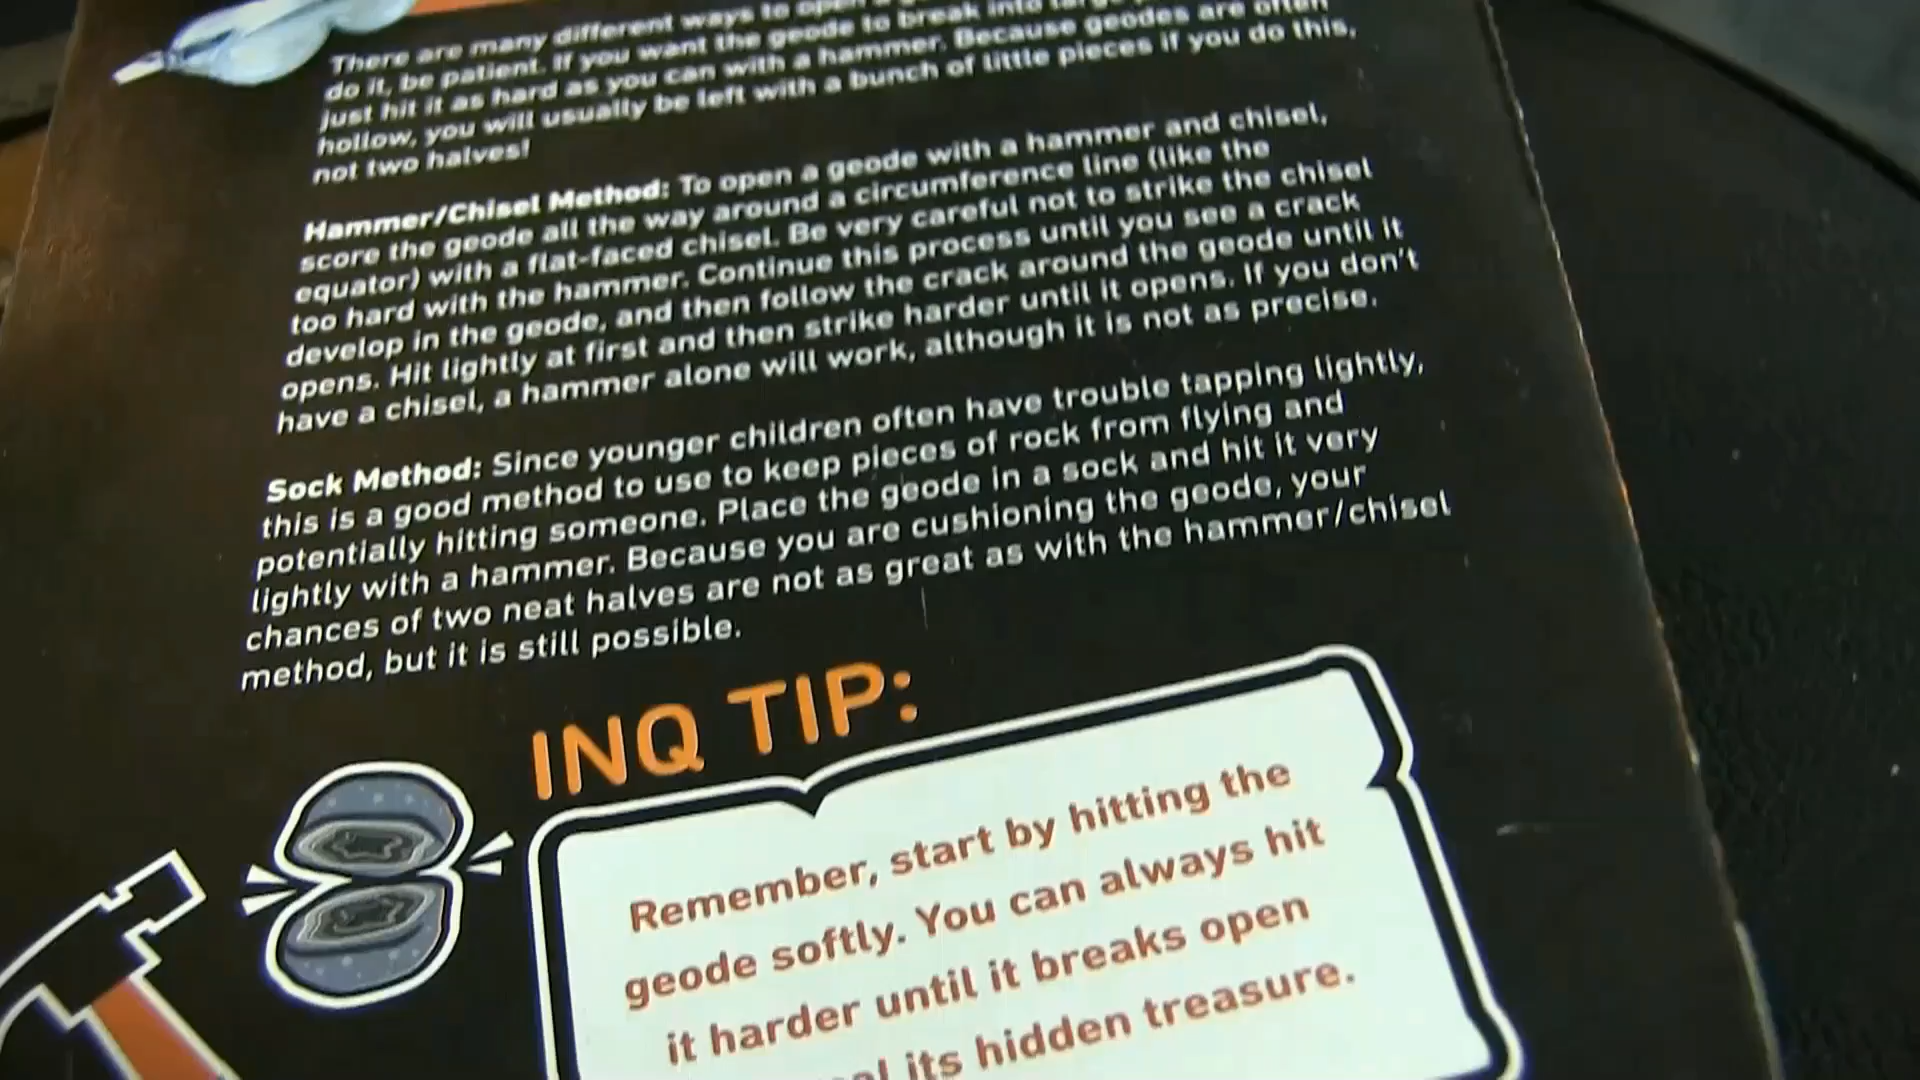 There are many different ways to open a
do it, be patient. If you want the geode to break into
just hit it as hard as you can with a hammer. Because geodes are often
hollow, you will usually be left with a bunch of little pieces if you do this,
not two halves!
Hammer/Chisel Method: To open a geode with a hammer and chisel,
score the geode all the way around a circumference line (like the
equator) with a flat-faced chisel. Be very careful not to strike the chisel
too hard with the hammer. Continue this process until you see a crack
develop in the geode, and then follow the crack around the geode until it
opens. Hit lightly at first and then strike harder until it opens. If you don't
have a chisel, a hammer alone will work, although it is not as precise.
Sock Method: Since younger children often have trouble tapping lightly,
this is a good method to use to keep pieces of rock from flying and
potentially hitting someone. Place the geode in a sock and hit it very
lightly with a hammer. Because you are cushioning the geode, your
chances of two neat halves are not as great as with the hammer/chisel
method, but it is still possible.
INQ TIP:
Remember, start by hitting the
geode softly. You can always hit
it harder until it breaks open
its hidden treasure.